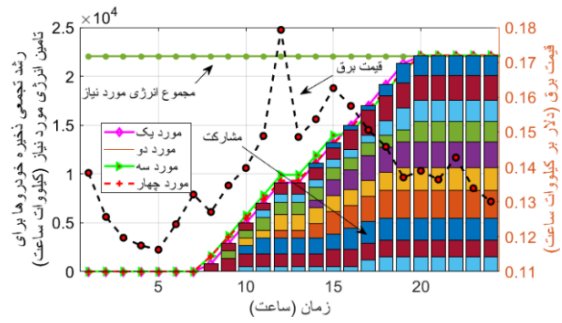 ×10⁴
2.5
2
1.5
1
0.5
0
رشد تجمعی ذخیره خودروها برای
تامین انرژی مورد نیاز (کیلووات ساعت)
مجموع انرژی مورد نیاز
قیمت برق
مشارکت
مورد یک
مورد دو
مورد سه
مورد چهار
0.18
0.17
0.16
0.15
0.14
0.13
0.12
0.11
قیمت برق (دلار بر کیلووات ساعت)
5
10
15
20
زمان (ساعت)